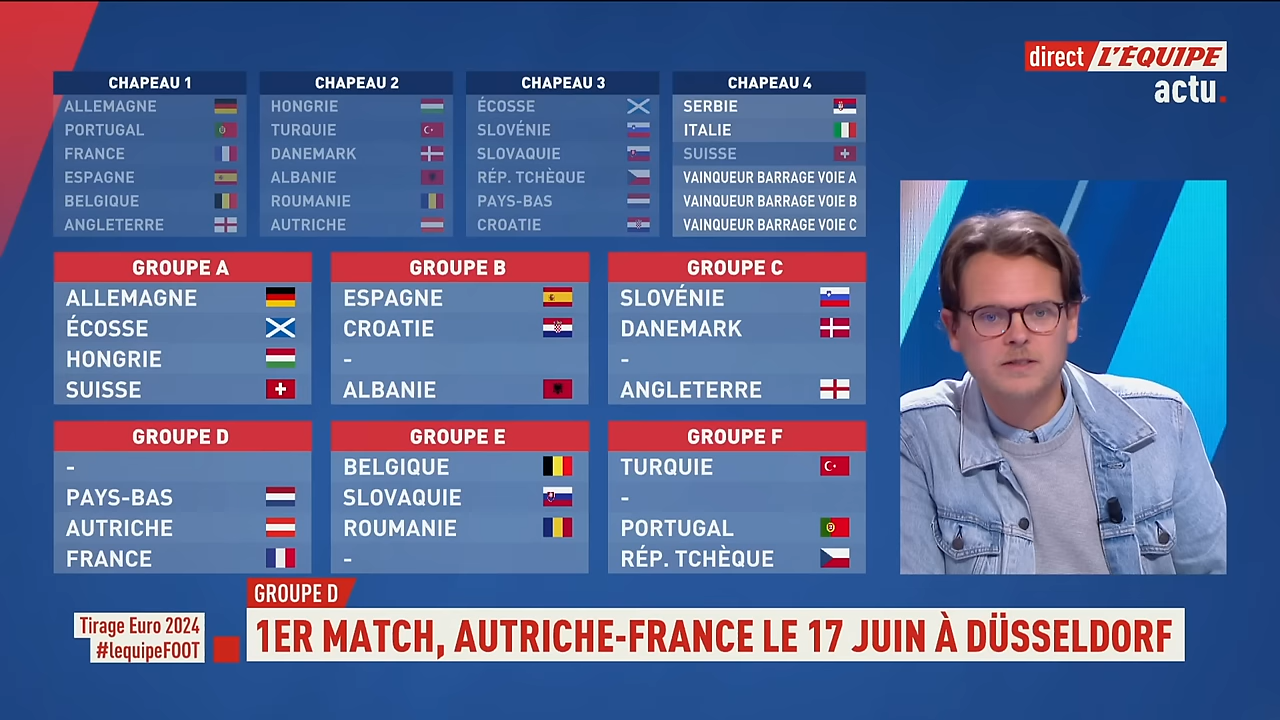 direct L'ÉQUIPE
actu.
CHAPEAU 1
ALLEMAGNE
PORTUGAL
FRANCE
ESPAGNE
BELGIQUE
ANGLETERRE
CHAPEAU 2
HONGRIE
TURQUIE
DANEMARK
ALBANIE
ROUMANIE
AUTRICHE
CHAPEAU 3
ÉCOSSE
SLOVÉNIE
SLOVAQUIE
RÉP. TCHÈQUE
PAYS-BAS
CROATIE
CHAPEAU 4
SERBIE
ITALIE
SUISSE
VAINQUEUR BARRAGE VOIE A
VAINQUEUR BARRAGE VOIE B
VAINQUEUR BARRAGE VOIE C
GROUPE A
ALLEMAGNE
ÉCOSSE
HONGRIE
SUISSE
GROUPE B
ESPAGNE
CROATIE
-
ALBANIE
GROUPE C
SLOVÉNIE
DANEMARK
-
ANGLETERRE
GROUPE D
-
PAYS-BAS
AUTRICHE
FRANCE
GROUPE E
BELGIQUE
SLOVAQUIE
ROUMANIE
-
GROUPE F
TURQUIE
-
PORTUGAL
RÉP. TCHÈQUE
GROUPE D
Tirage Euro 2024
#lequipeFOOT
1ER MATCH, AUTRICHE-FRANCE LE 17 JUIN À DÜSSELDORF